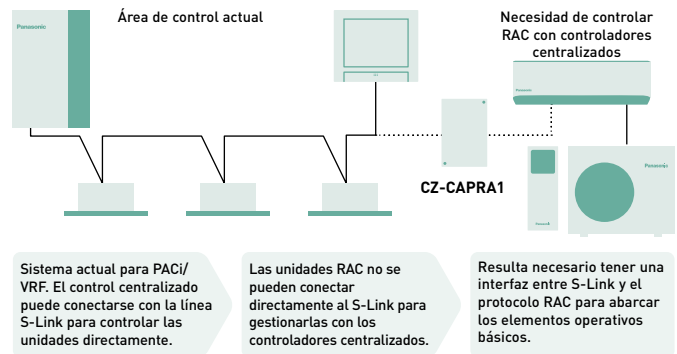 Área de control actual
Necesidad de controlar
RAC con controladores
centralizados
Panasonic
Panasonic
Panasonic
CZ-CAPRA1
Sistema actual para PACi/
VRF. El control centralizado
puede conectarse con la línea
S-Link para controlar las
unidades directamente.
Las unidades RAC no se
pueden conectar
directamente al S-Link para
gestionarlas con los
controladores centralizados.
Resulta necesario tener una
interfaz entre S-Link y el
protocolo RAC para abarcar
los elementos operativos
básicos.